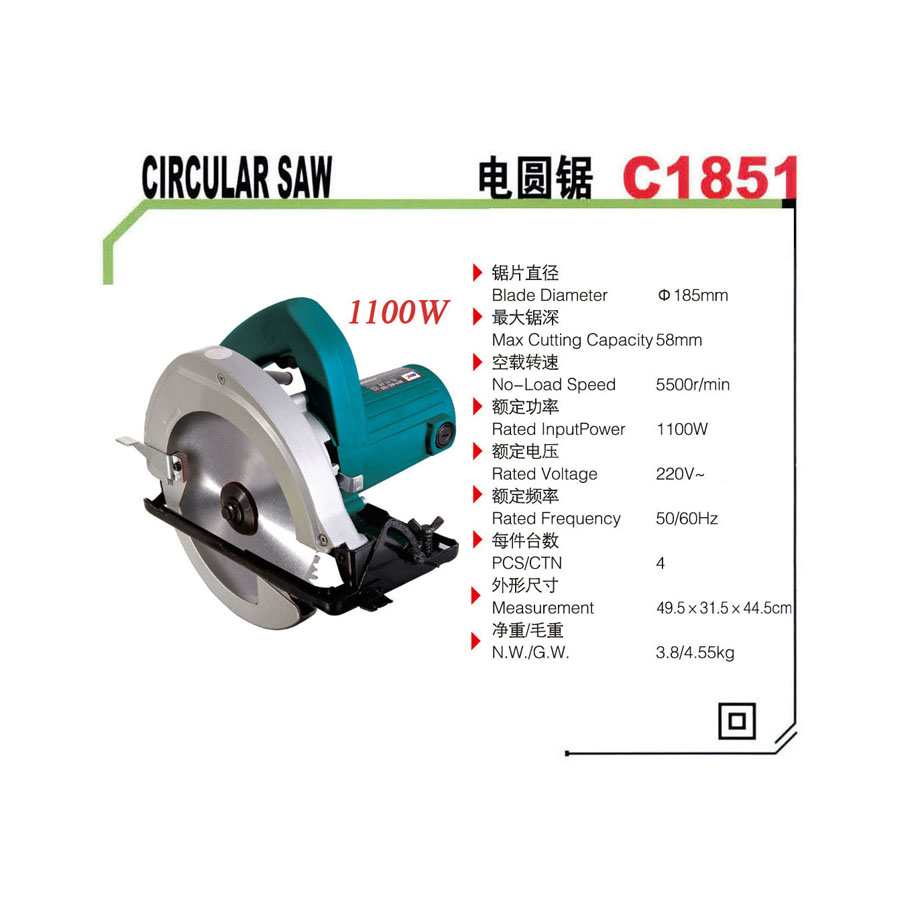 CIRCULAR SAW
电圆锯 C1851
1100W
锯片直径
Blade Diameter Φ185mm
最大锯深
Max Cutting Capacity 58mm
空载转速
No-Load Speed 5500r/min
额定功率
Rated InputPower 1100W
额定电压
Rated Voltage 220V~
额定频率
Rated Frequency 50/60Hz
每件台数
PCS/CTN 4
外形尺寸
Measurement 49.5×31.5×44.5cm
净重/毛重
N.W./G.W. 3.8/4.55kg